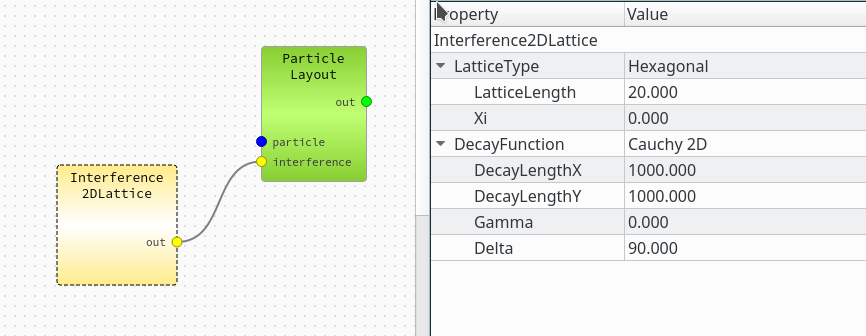 Particle
Layout
out
particle
interference
Interference
2DLattice
out
Property Value
Interference2DLattice
LatticeType Hexagonal
LatticeLength 20.000
Xi 0.000
DecayFunction Cauchy 2D
DecayLengthX 1000.000
DecayLengthY 1000.000
Gamma 0.000
Delta 90.000